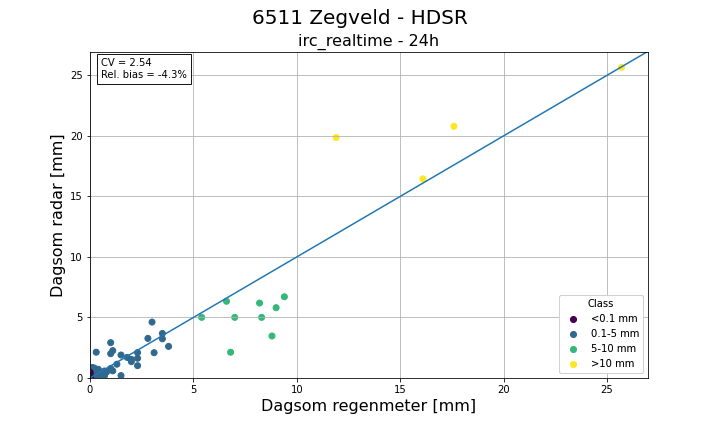 6511 Zegveld - HDSR
irc_realtime - 24h
CV = 2.54
Rel. bias = -4.3%
Dagsom radar [mm]
25
20
15
10
5
0
0 5 10 15 20 25
Dagsom regenmeter [mm]
Class
<0.1 mm
0.1-5 mm
5-10 mm
>10 mm